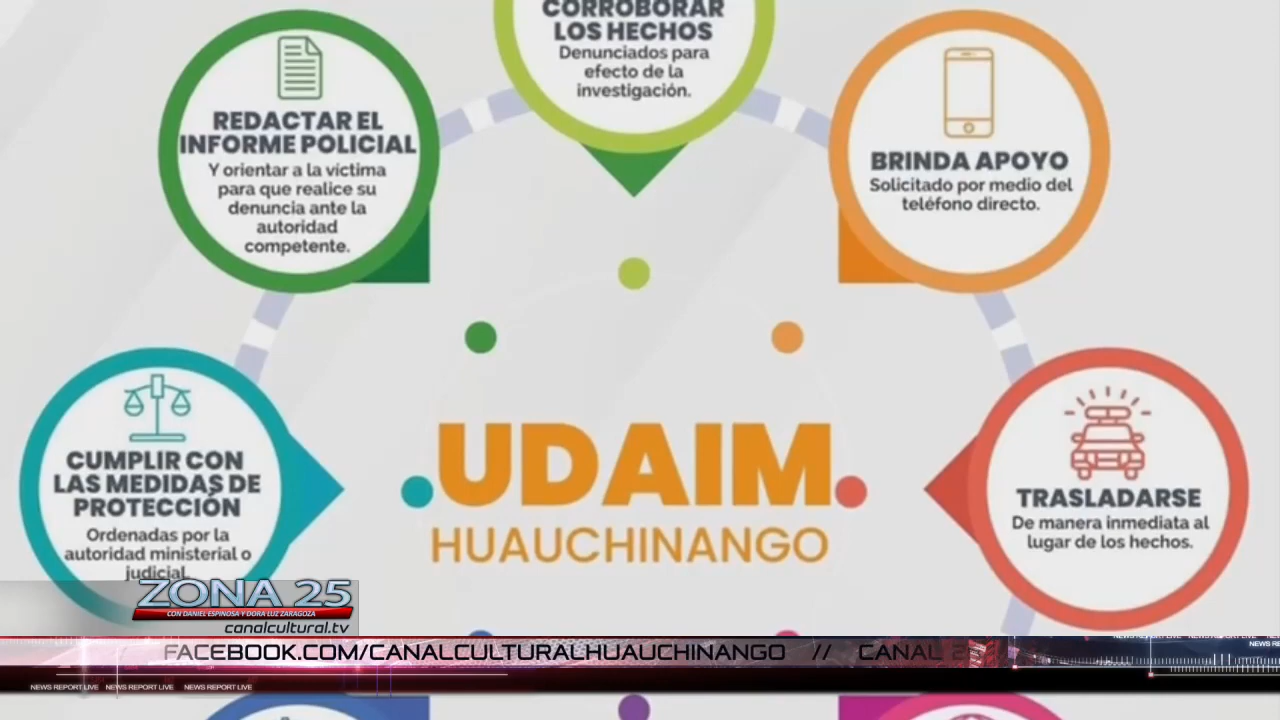 CORROBORAR
LOS HECHOS
Denunciados para
efecto de la
investigación.
REDACTAR EL
INFORME POLICIAL
Y orientar a la víctima
para que realice su
denuncia ante la
autoridad
competente.
BRINDA APOYO
Solicitado por medio del
teléfono directo.
CUMPLIR CON
LAS MEDIDAS DE
PROTECCIÓN
Ordenadas por la
autoridad ministerial o
judicial.
UDAIM
HUAUCHINANGO
TRASLADARSE
De manera inmediata al
lugar de los hechos.
ZONA 25
CON DANIEL ESPINOSA Y DORA LUZ ZARAGOZA
canalcultural.tv
FACEBOOK.COM/CANALCULTURALHUAUCHINANGO // CANAL
NEWS REPORT LIVE NEWS REPORT LIVE NEWS REPORT LIVE